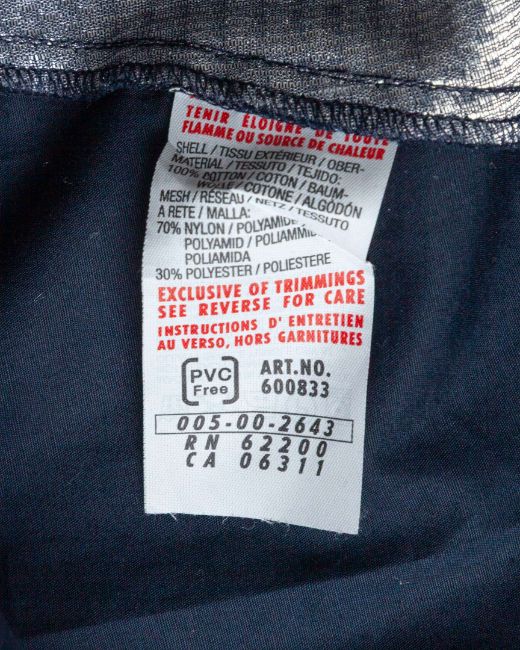 TENIR ÉLOIGNÉ DE TOUTE
FLAMME OU SOURCE DE CHALEUR
SHELL / TISSU EXTÉRIEUR / OBER-
MATERIAL / TESSUTO / TEJIDO:
100% COTTON / COTON / BAUM-
WOLLE / COTONE / ALGODÓN
MESH / RÉSEAU / NETZ / TESSUTO
A RETE / MALLA:
70% NYLON / POLYAMIDE /
POLYAMID / POLIAMMID
POLIAMIDA
30% POLYESTER / POLIESTERE
EXCLUSIVE OF TRIMMINGS
SEE REVERSE FOR CARE
INSTRUCTIONS D' ENTRETIEN
AU VERSO, HORS GARNITURES
PVC Free
ART.NO.
600833
005-00-2643
RN 62200
CA 06311